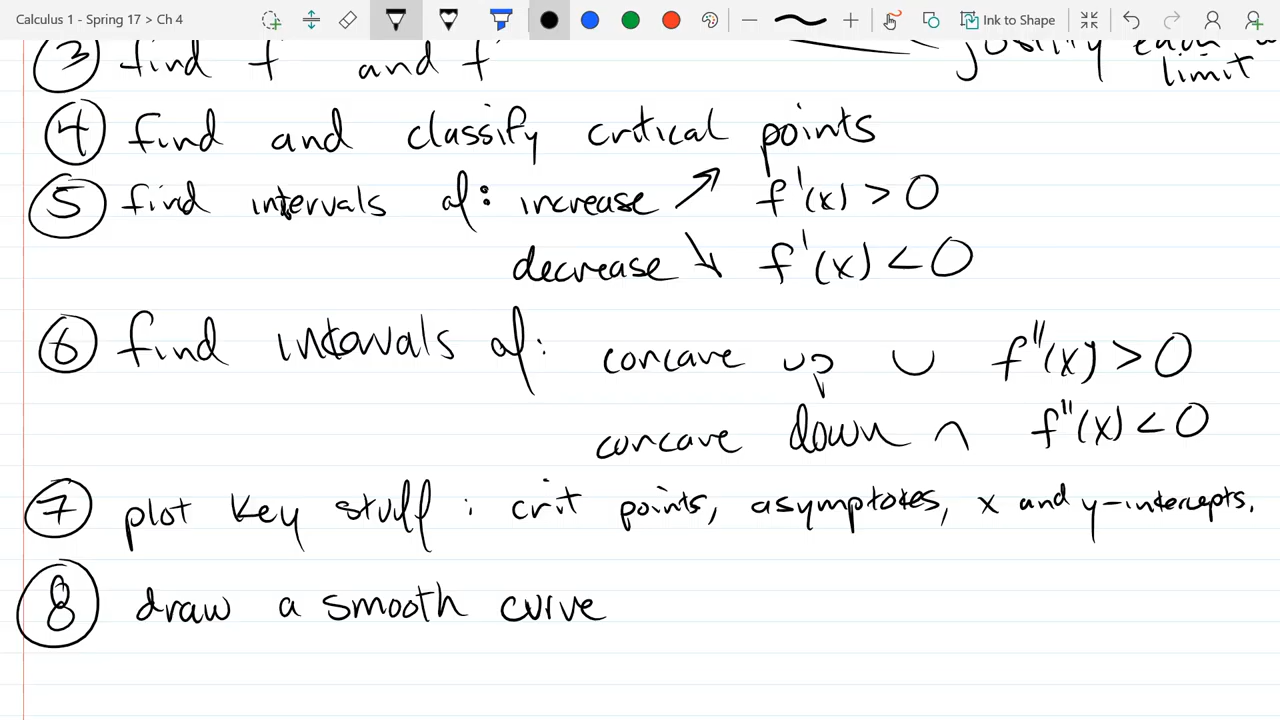 Calculus 1 - Spring 17 > Ch 4
Ink to Shape
③ find f' and f''
justify each
limit
④ find and classify critical points
⑤ find intervals of: increase ↗ f'(x) > 0
decrease ↘ f'(x) < 0
⑥ find intervals of: concave up ∪ f''(x) > 0
concave down ∩ f''(x) < 0
⑦ plot key stuff: crit points, asymptotes, x and y-intercepts.
⑧ draw a smooth curve